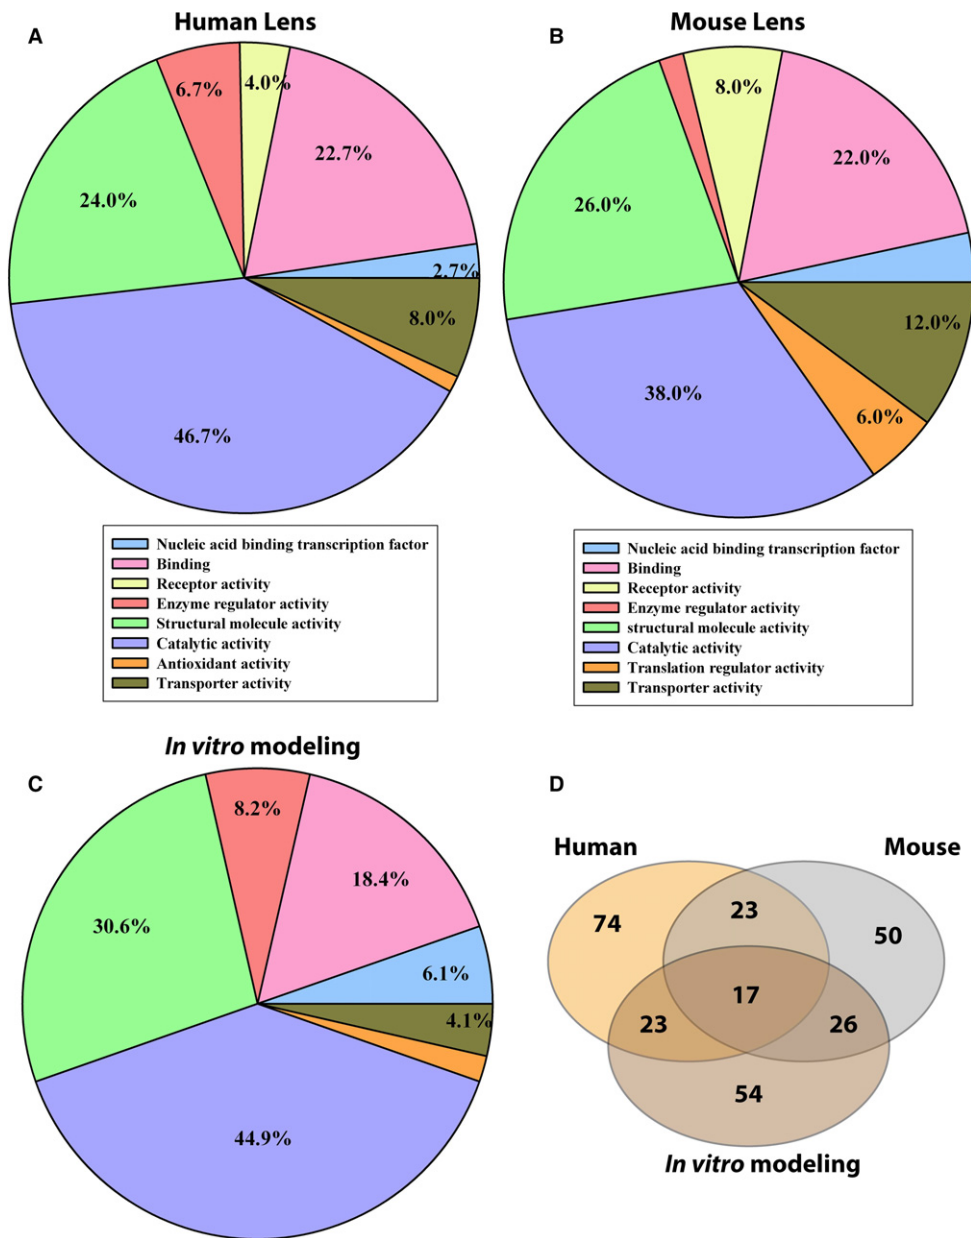 A
Human Lens
6.7%
4.0%
22.7%
24.0%
2.7%
8.0%
46.7%
Nucleic acid binding transcription factor
Binding
Receptor activity
Enzyme regulator activity
Structural molecule activity
Catalytic activity
Antioxidant activity
Transporter activity
B
Mouse Lens
8.0%
22.0%
26.0%
12.0%
38.0%
6.0%
Nucleic acid binding transcription factor
Binding
Receptor activity
Enzyme regulator activity
structural molecule activity
Catalytic activity
Translation regulator activity
Transporter activity
C
In vitro modeling
8.2%
18.4%
30.6%
6.1%
4.1%
44.9%
D
Human
Mouse
74
23
50
17
23
26
54
In vitro modeling